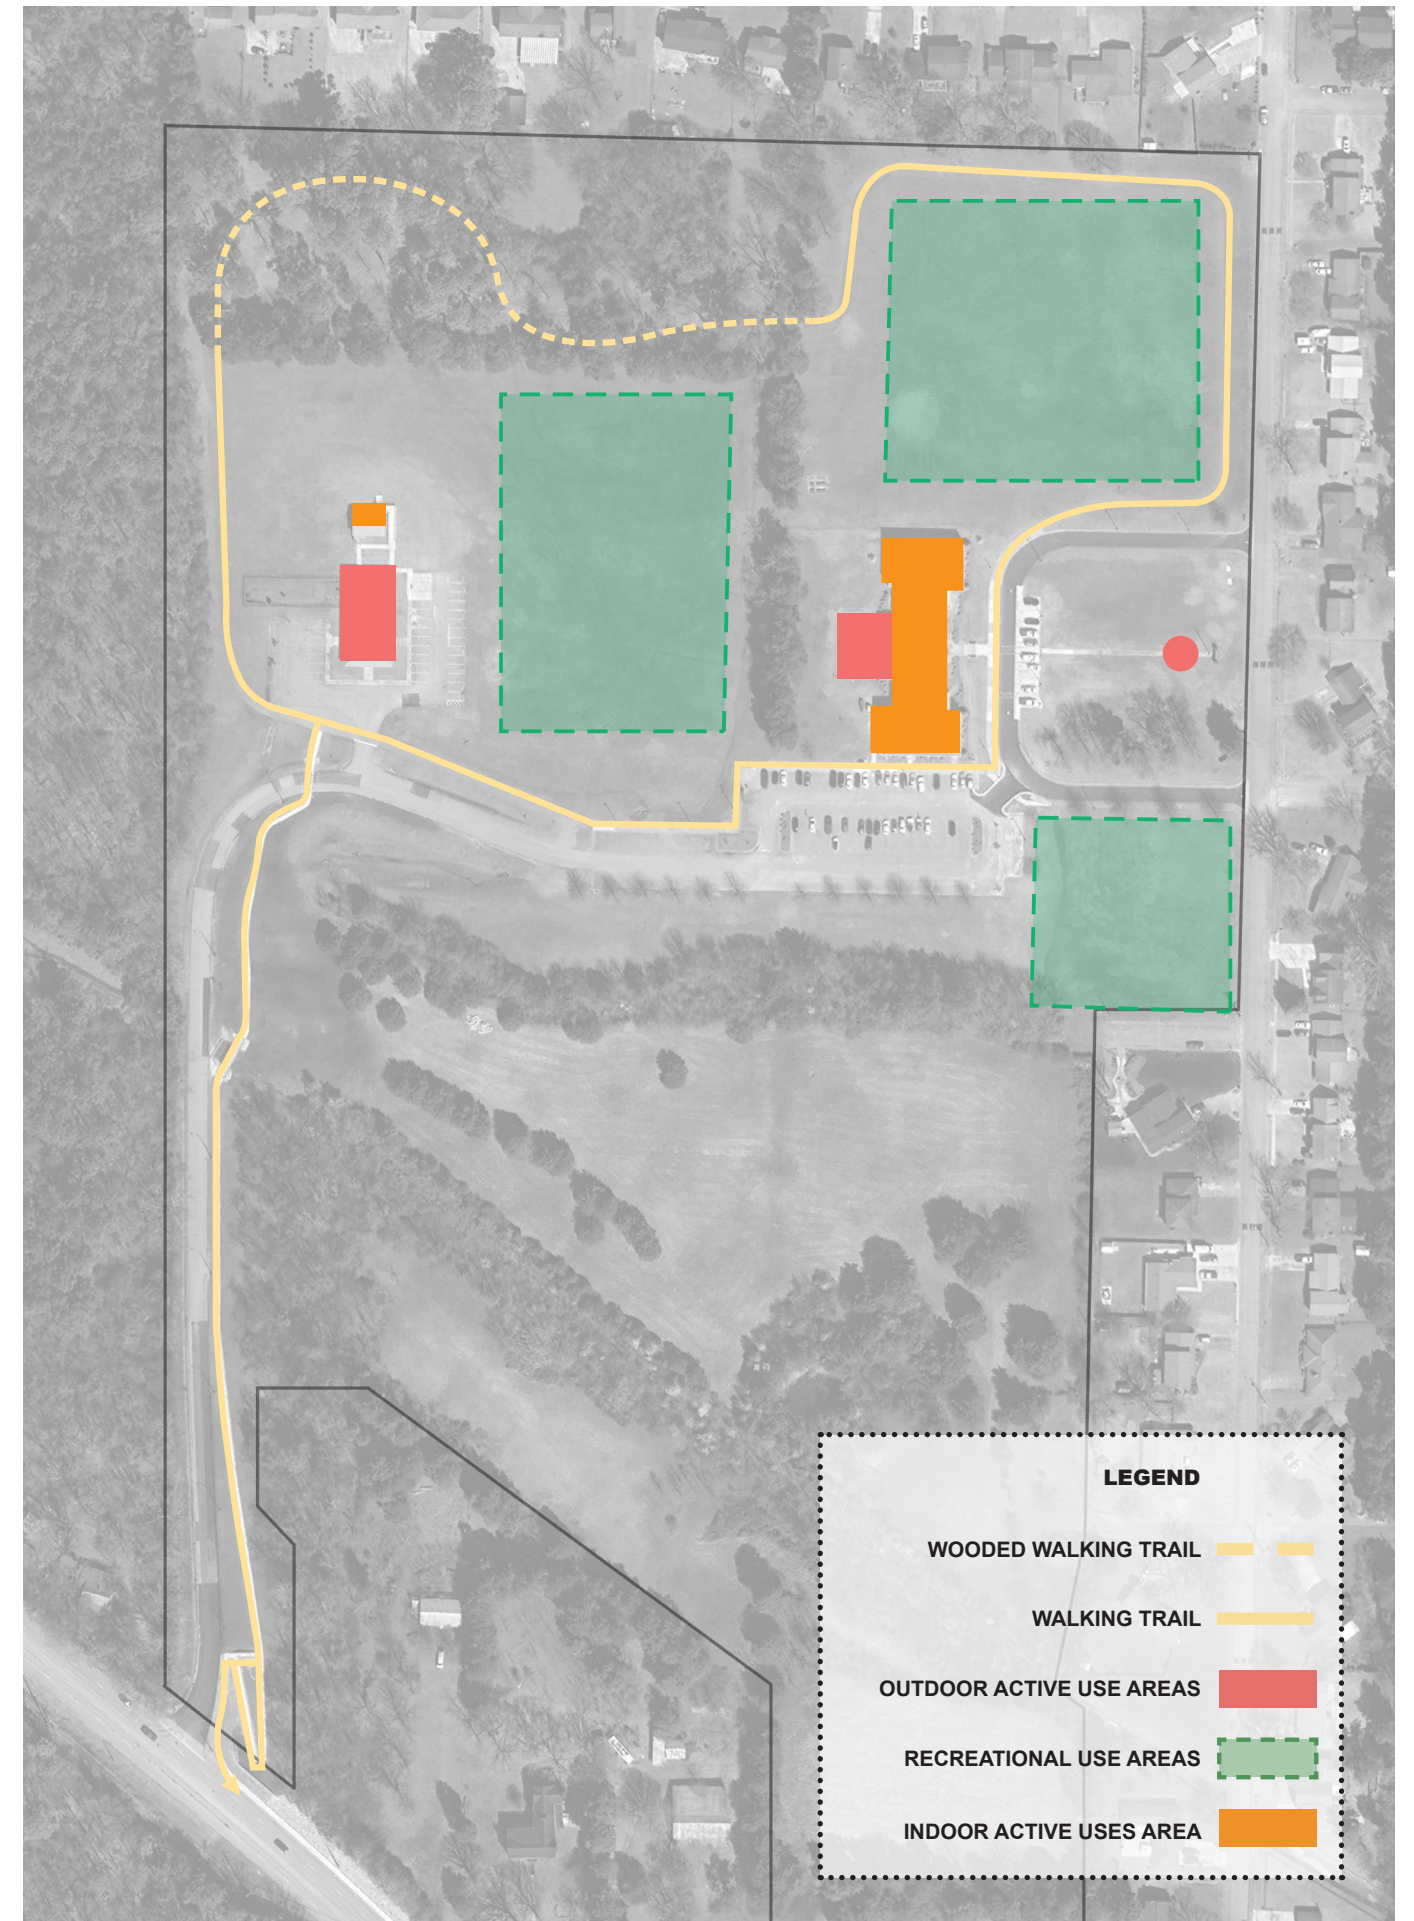 LEGEND
WOODED WALKING TRAIL
WALKING TRAIL
OUTDOOR ACTIVE USE AREAS
RECREATIONAL USE AREAS
INDOOR ACTIVE USES AREA